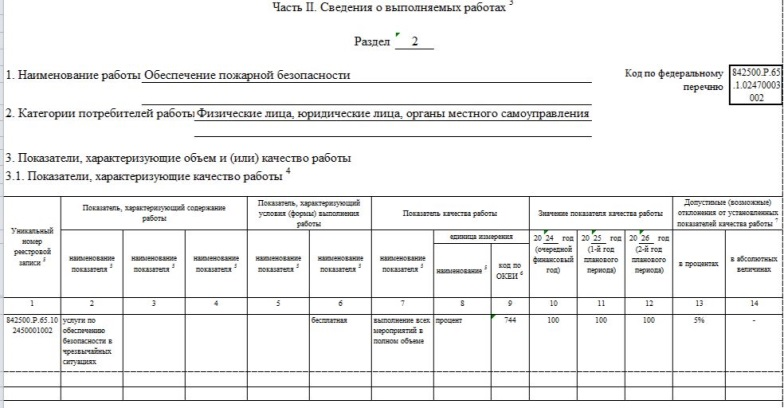 Часть II. Сведения о выполняемых работах 3
Раздел 2
1. Наименование работы Обеспечение пожарной безопасности
Код по федеральному перечню
842500.Р.65
.1.02470003
002
2. Категории потребителей работы Физические лица, юридические лица, органы местного самоуправления
3. Показатели, характеризующие объем и (или) качество работы
3.1. Показатели, характеризующие качество работы 4
Уникальный номер реестровой записи 5
Показатель, характеризующий содержание работы
Показатель, характеризующий условия (формы) выполнения работы
Показатель качества работы
Значение показателя качества работы
Допустимые (возможные) отклонения от установленных показателей качества работы 7
наименование показателя 5
наименование показателя 5
наименование показателя 5
наименование показателя 5
наименование показателя 5
наименование показателя 5
единица измерения
наименование 5
код по ОКЕИ 6
20 24 год (очередной финансовый год)
20 25 год (1-й год планового периода)
20 26 год (2-й год планового периода)
в процентах
в абсолютных величинах
1 2 3 4 5 6 7 8 9 10 11 12 13 14
842500.Р.65.10 2450001002
услуги по обеспечению безопасности в чрезвычайных ситуациях
бесплатная
выполнение всех мероприятий в полном объеме
процент
744
100
100
100
5%
-